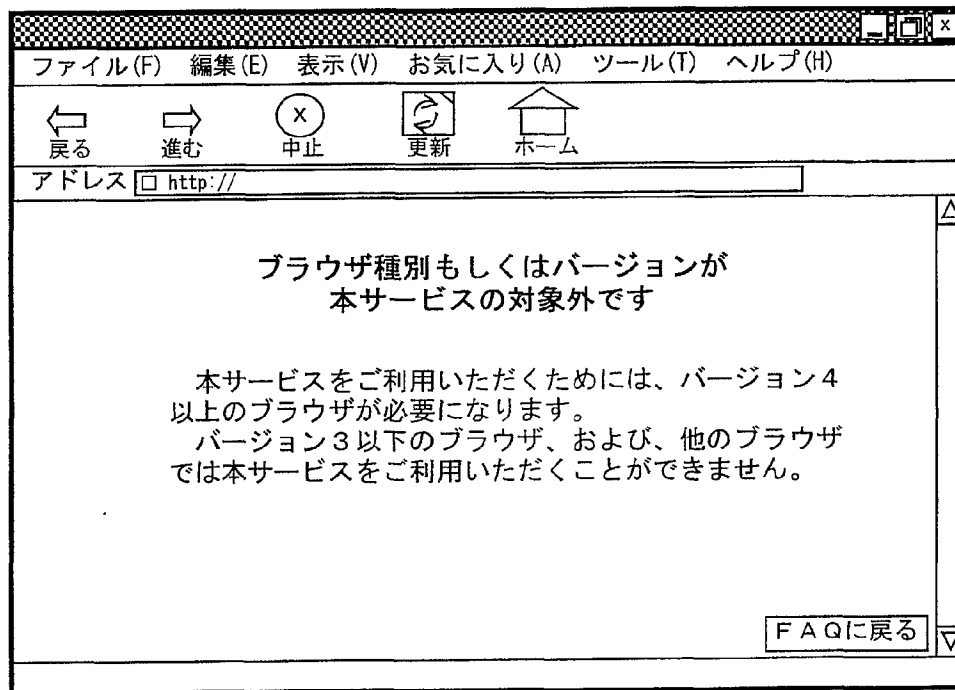 ファイル(F) 編集(E) 表示(V) お気に入り(A) ツール(T) ヘルプ(H)
戻る 進む 中止 更新 ホーム
アドレス http://
ブラウザ種別もしくはバージョンが
本サービスの対象外です
本サービスをご利用いただくためには、バージョン4
以上のブラウザが必要になります。
バージョン3以下のブラウザ、および、他のブラウザ
では本サービスをご利用いただくことができません。
FAQに戻る